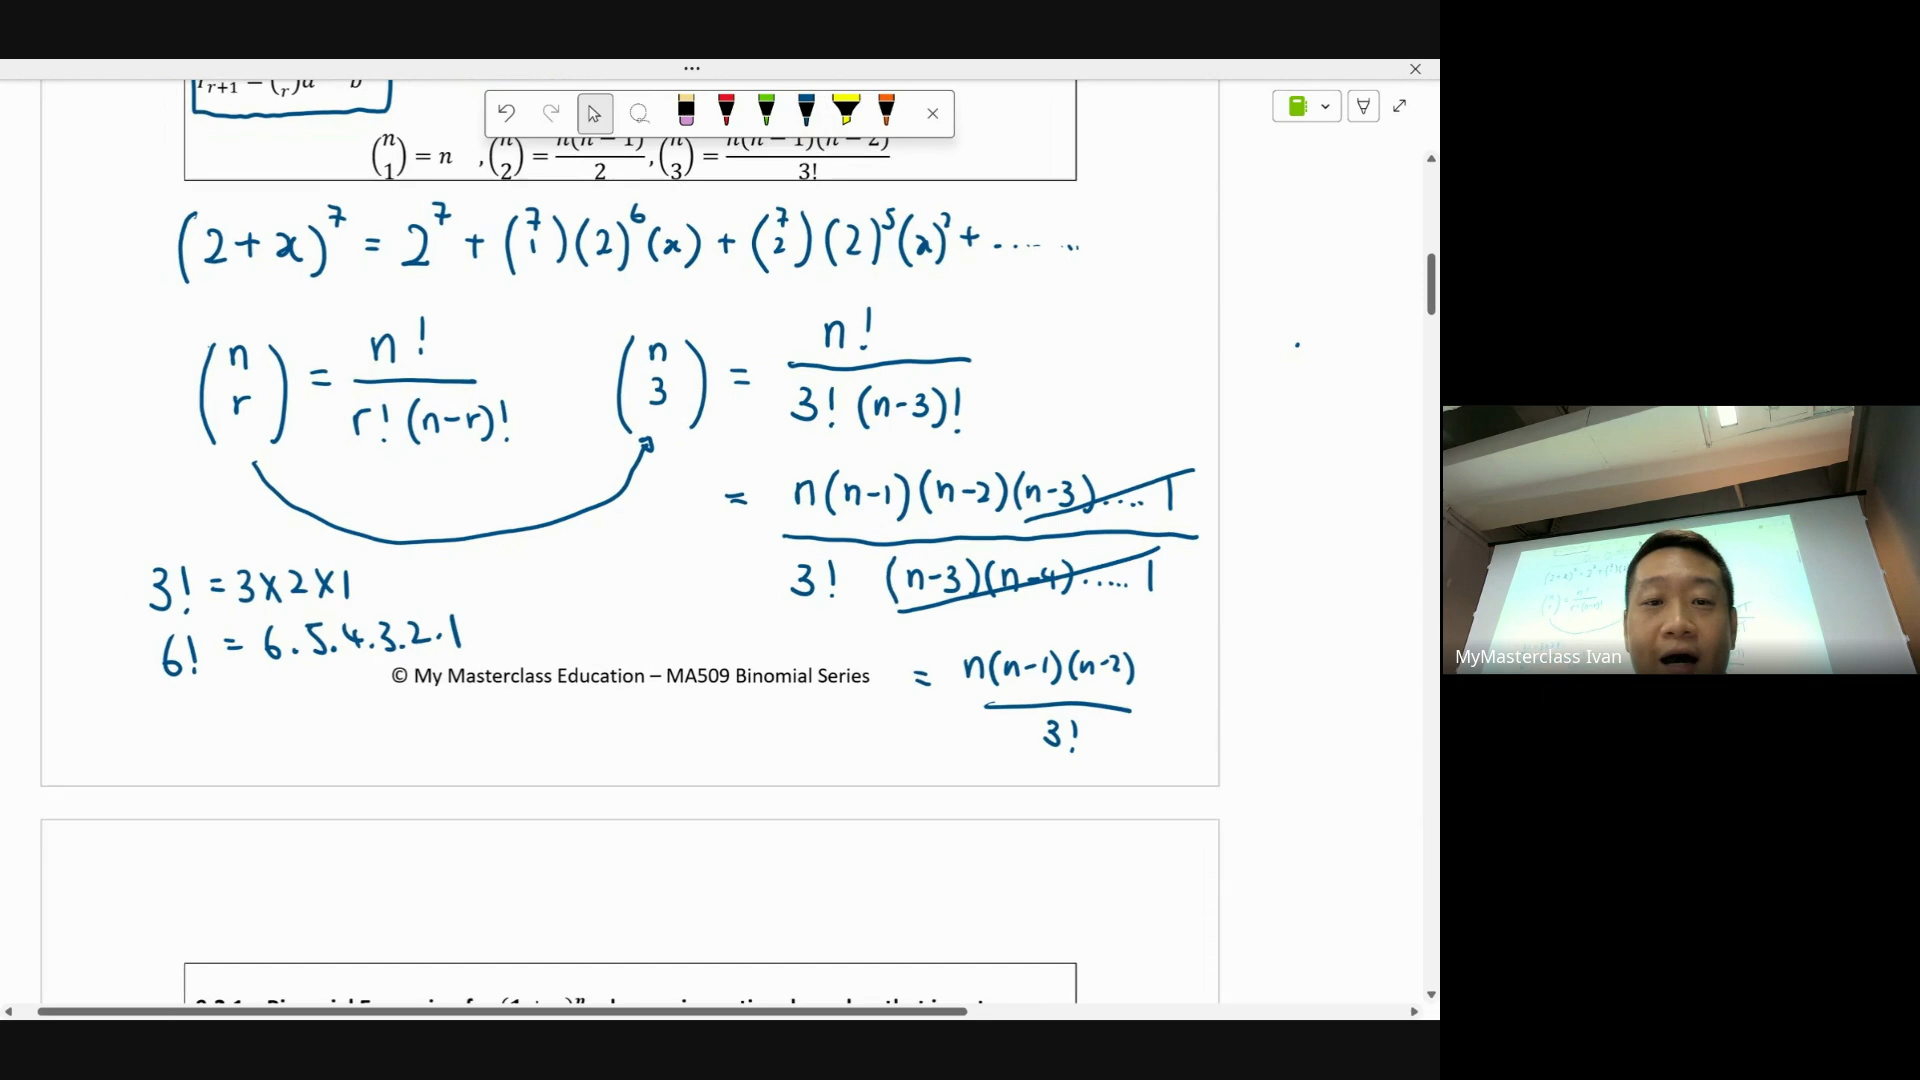 (n 1) = n , (n 2) = n(n − 1)/2 , (n 3) = n(n − 1)(n − 2)/3!
(2 + x)^7 = 2^7 + (7 1)(2)^6(x) + (7 2)(2)^5(x)^2 + ........
(n r) = n!/r!(n-r)!
(n 3) = n!/3!(n-3)!
= n(n-1)(n-2)(n-3)....1/3! (n-3)(n-4).....1
3! = 3×2×1
6! = 6.5.4.3.2.1
= n(n-1)(n-2)/3!
© My Masterclass Education – MA509 Binomial Series
MyMasterclass Ivan